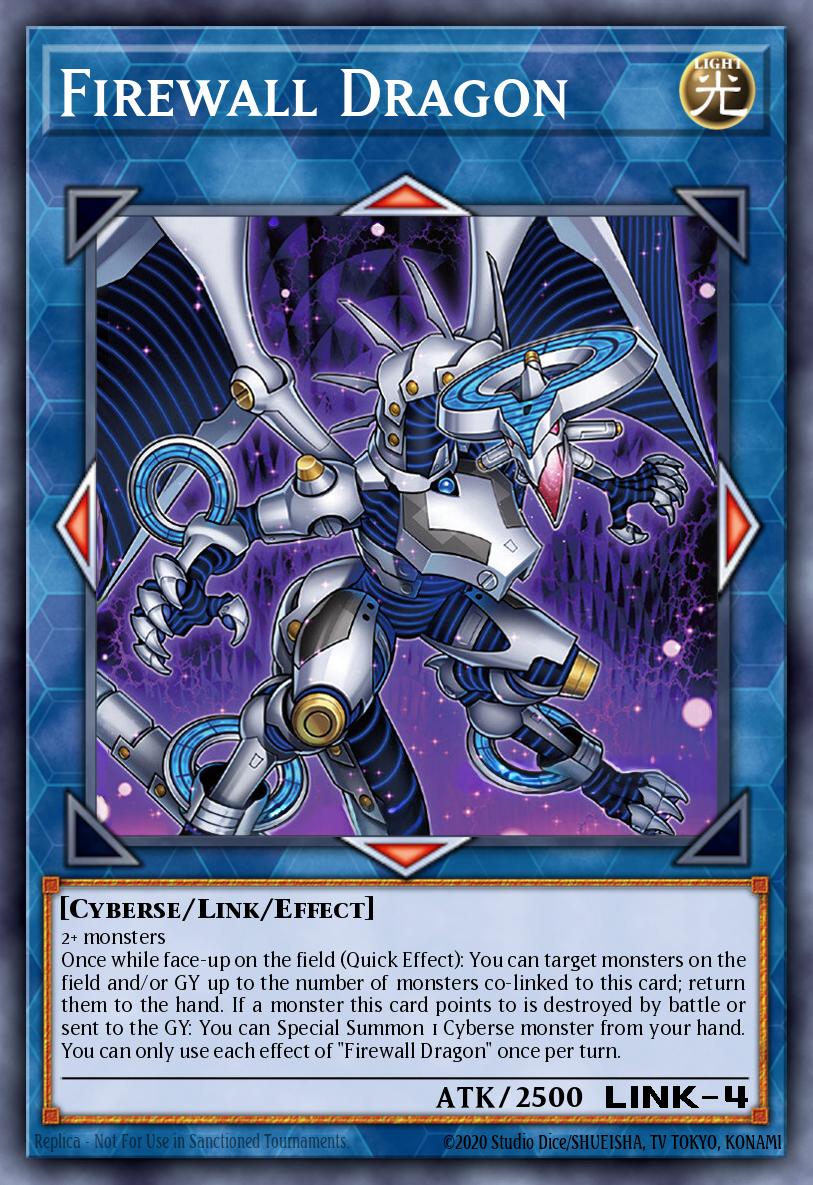 Firewall Dragon
LIGHT
光
[Cyberse/Link/Effect]
2+ monsters
Once while face-up on the field (Quick Effect): You can target monsters on the
field and/or GY up to the number of monsters co-linked to this card; return
them to the hand. If a monster this card points to is destroyed by battle or
sent to the GY: You can Special Summon 1 Cyberse monster from your hand.
You can only use each effect of "Firewall Dragon" once per turn.
ATK/2500 LINK-4
Replica - Not For Use in Sanctioned Tournaments. ©2020 Studio Dice/SHUEISHA, TV TOKYO, KONAMI